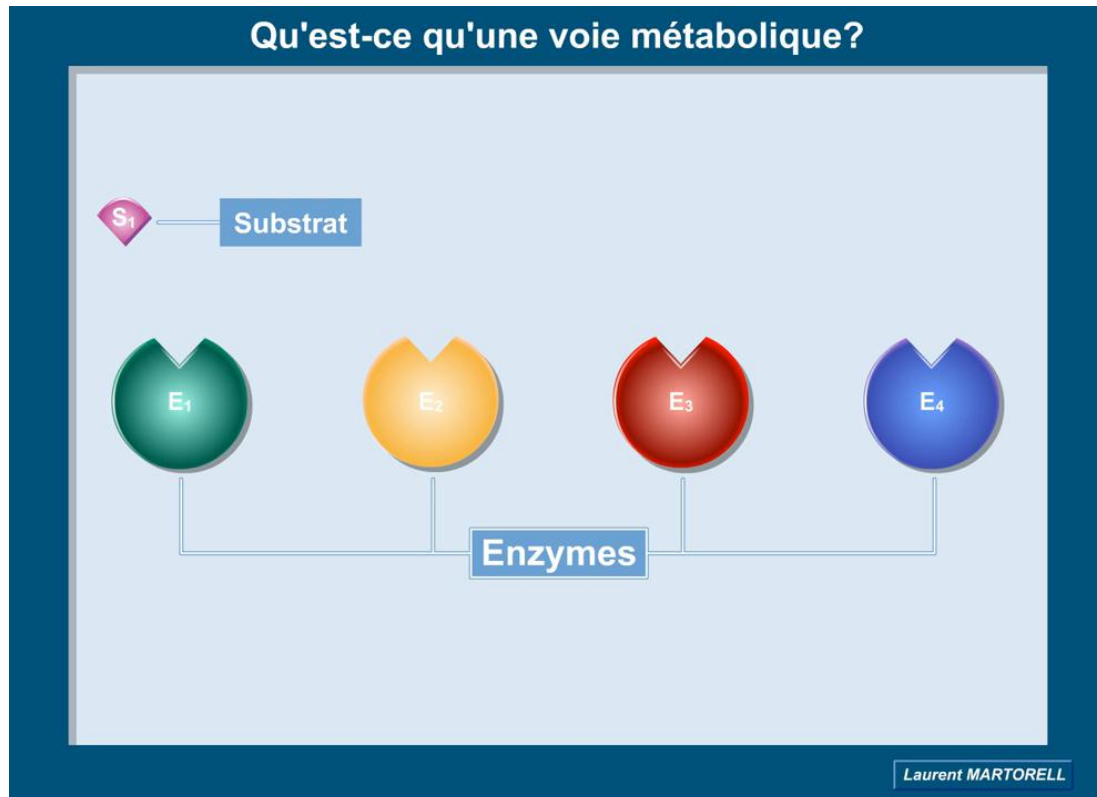 Qu'est-ce qu'une voie métabolique?
S₁
Substrat
E₁ E₂ E₃ E₄
Enzymes
Laurent MARTORELL